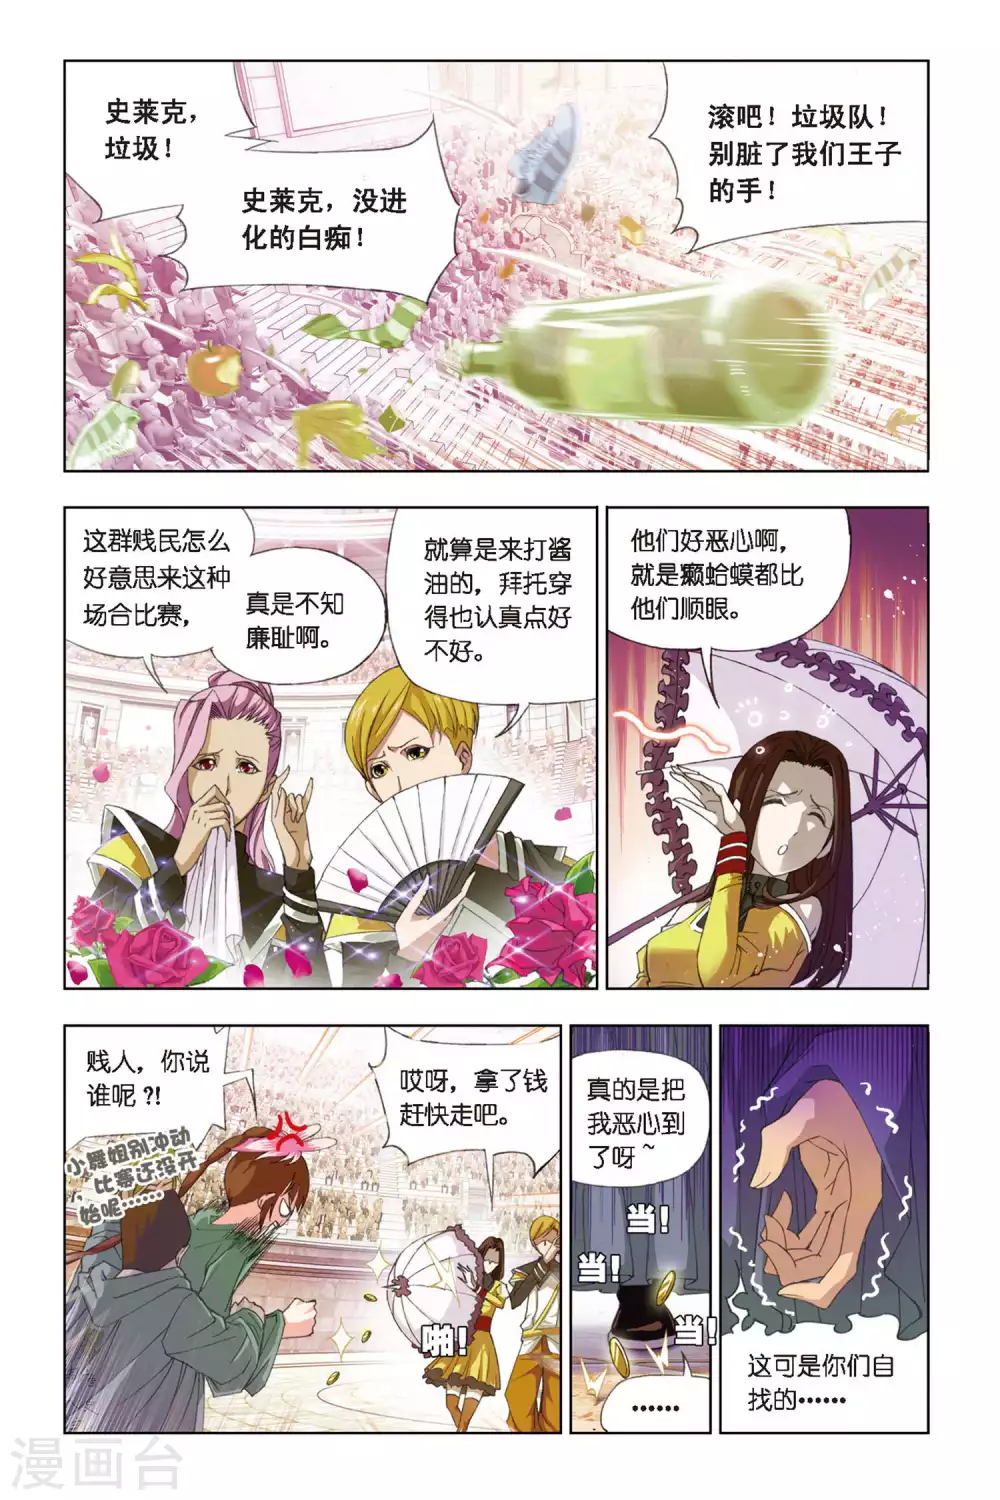 史莱克，
垃圾！
史莱克，没进
化的白痴！
滚吧！垃圾队！
别脏了我们王子
的手！
这群贱民怎么
好意思来这种
场合比赛，
真是不知
廉耻啊。
就算是来打酱
油的，拜托穿
得也认真点好
不好。
他们好恶心啊，
就是癞蛤蟆都比
他们顺眼。
贱人，你说
谁呢？！
小舞姐别冲动
比赛还没开
始呢……
哎呀，拿了钱
赶快走吧。
啪！
真的是把
我恶心到
了呀~
当！
当！
当！
……
这可是你们自
找的……
漫画台